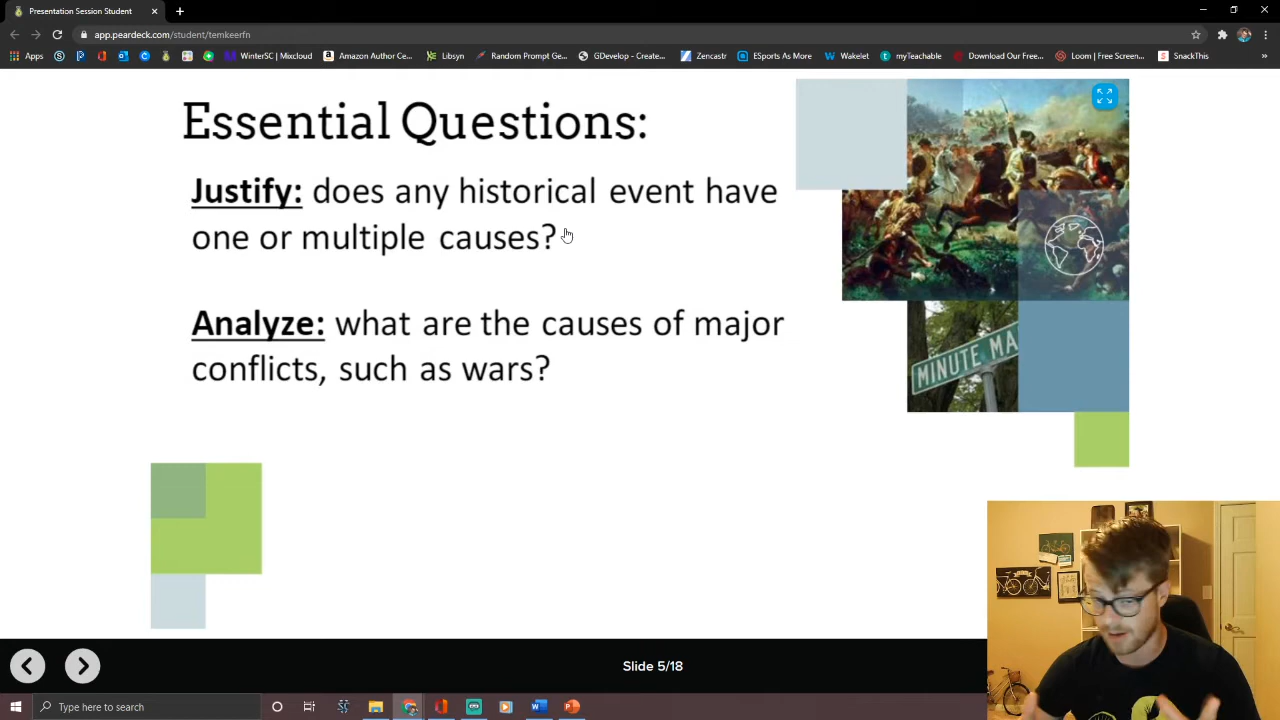 Presentation Session Student
app.peardeck.com/student/temkeerfn
Apps
WinterSC | Mixcloud
Amazon Author Ce...
Libsyn
Random Prompt Ge...
GDevelop - Create...
Zencastr
ESports As More
Wakelet
myTeachable
Download Our Free...
Loom | Free Screen...
SnackThis
Essential Questions:
Justify: does any historical event have
one or multiple causes?
Analyze: what are the causes of major
conflicts, such as wars?
MINUTE MA
Slide 5/18
Type here to search